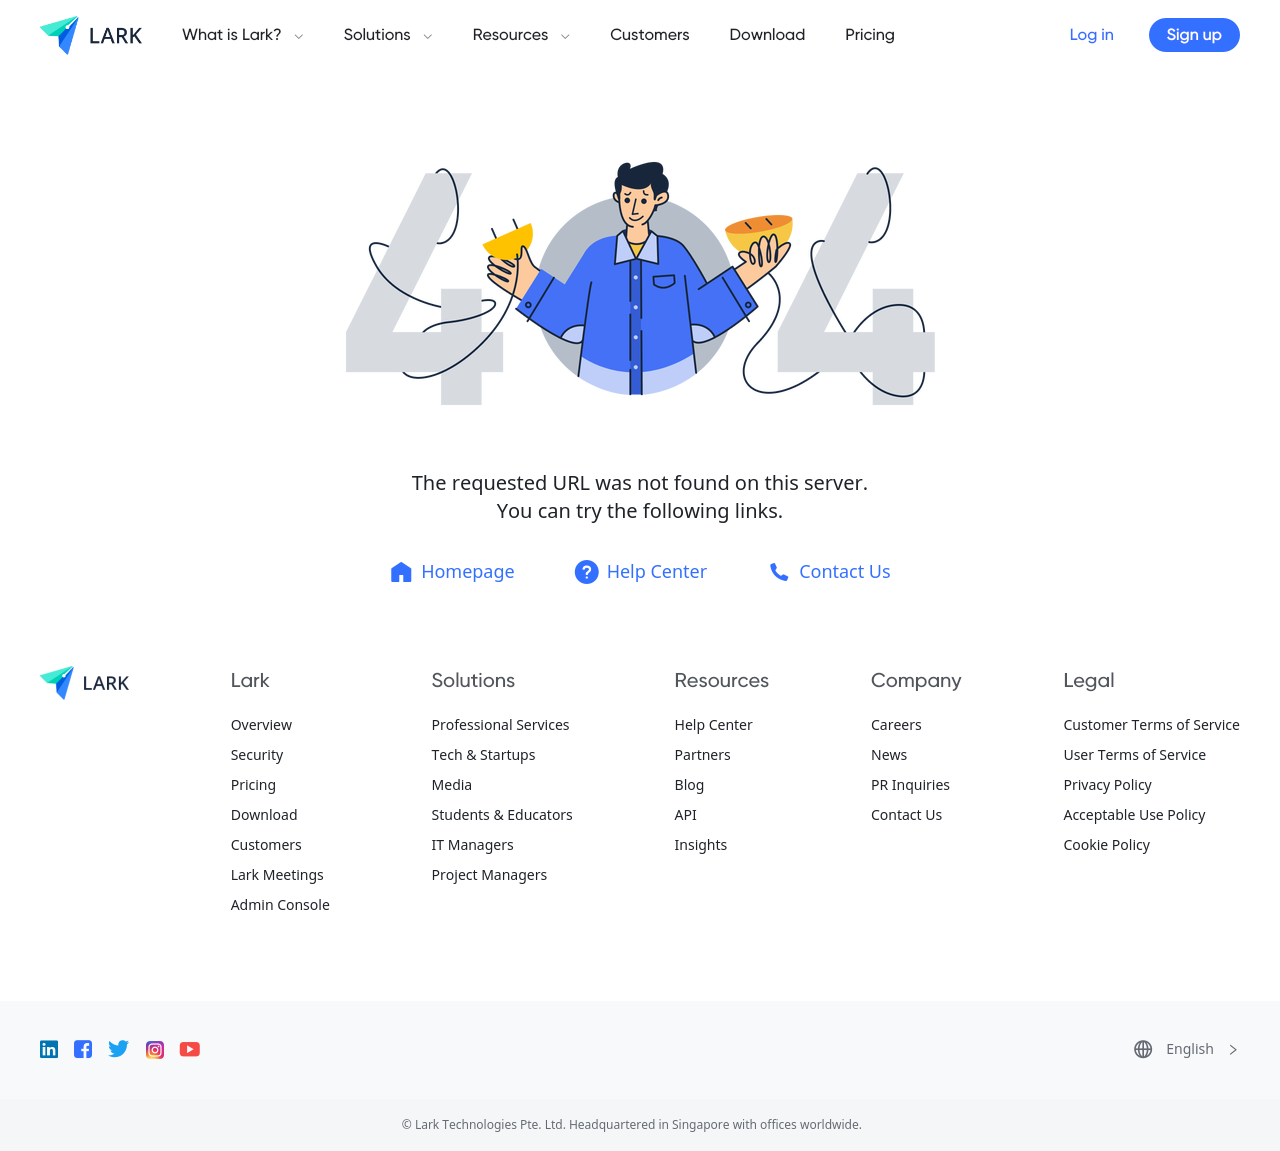 LARK
What is Lark?
Solutions
Resources
Customers
Download
Pricing
Log in
Sign up
4 4
The requested URL was not found on this server.
You can try the following links.
Homepage
Help Center
Contact Us
LARK
Lark
Overview
Security
Pricing
Download
Customers
Lark Meetings
Admin Console
Solutions
Professional Services
Tech & Startups
Media
Students & Educators
IT Managers
Project Managers
Resources
Help Center
Partners
Blog
API
Insights
Company
Careers
News
PR Inquiries
Contact Us
Legal
Customer Terms of Service
User Terms of Service
Privacy Policy
Acceptable Use Policy
Cookie Policy
English
© Lark Technologies Pte. Ltd. Headquartered in Singapore with offices worldwide.